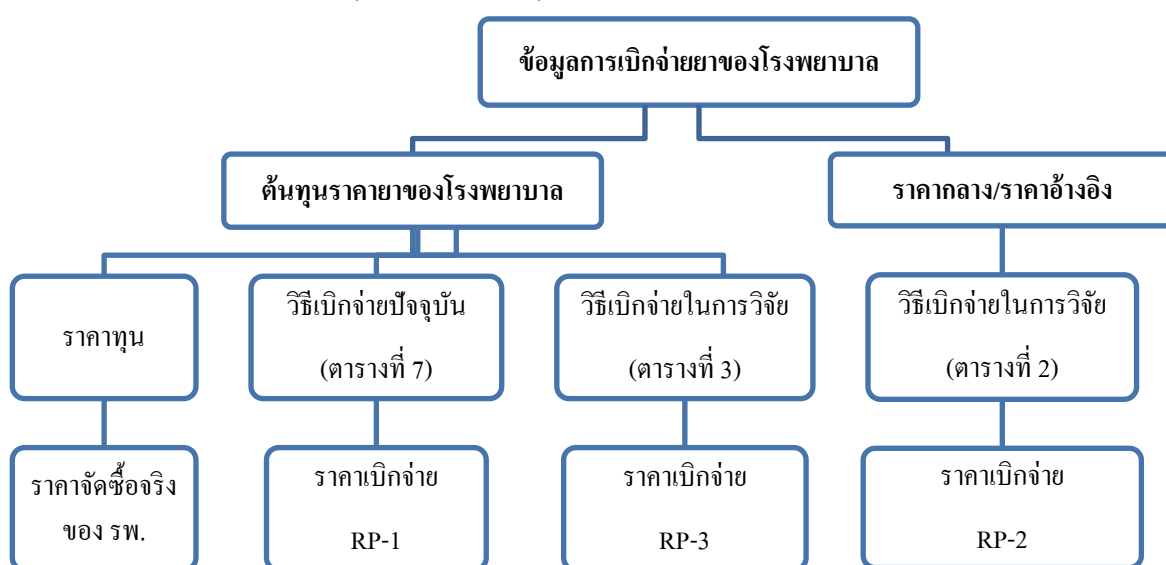 ข้อมูลการเบิกจ่ายยาของโรงพยาบาล
ต้นทุนราคายาของโรงพยาบาล
ราคากลาง/ราคาอ้างอิง
ราคาทุน
วิธีเบิกจ่ายปัจจุบัน
(ตารางที่ 7)
วิธีเบิกจ่ายในการวิจัย
(ตารางที่ 3)
วิธีเบิกจ่ายในการวิจัย
(ตารางที่ 2)
ราคาจัดซื้อจริง
ของ รพ.
ราคาเบิกจ่าย
RP-1
ราคาเบิกจ่าย
RP-3
ราคาเบิกจ่าย
RP-2